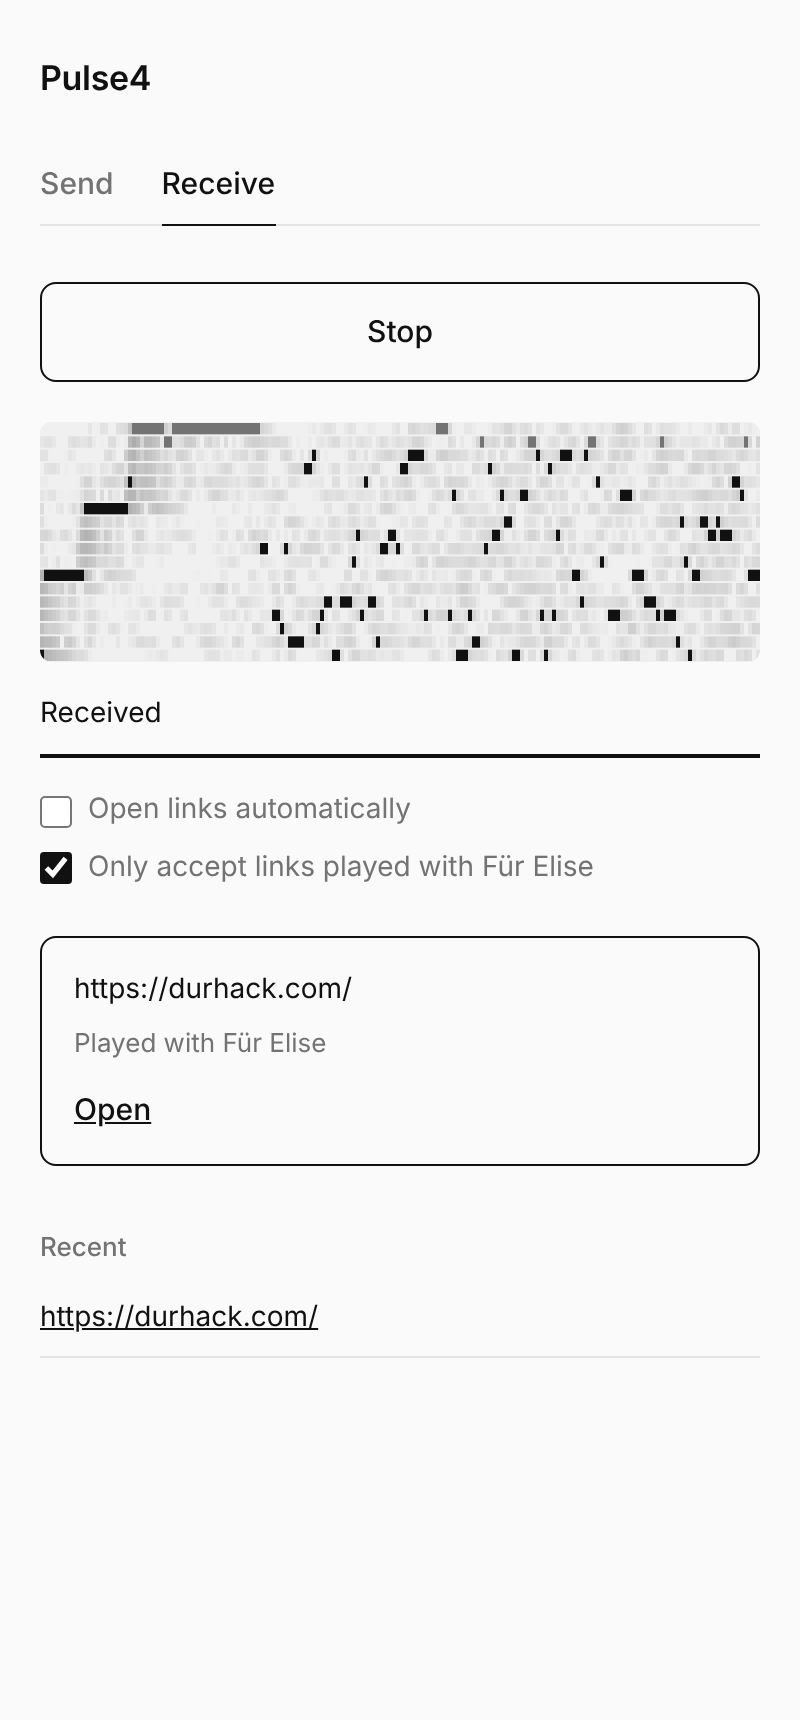 Pulse4
Send Receive
Stop
Received
Open links automatically
Only accept links played with Für Elise
https://durhack.com/
Played with Für Elise
Open
Recent
https://durhack.com/